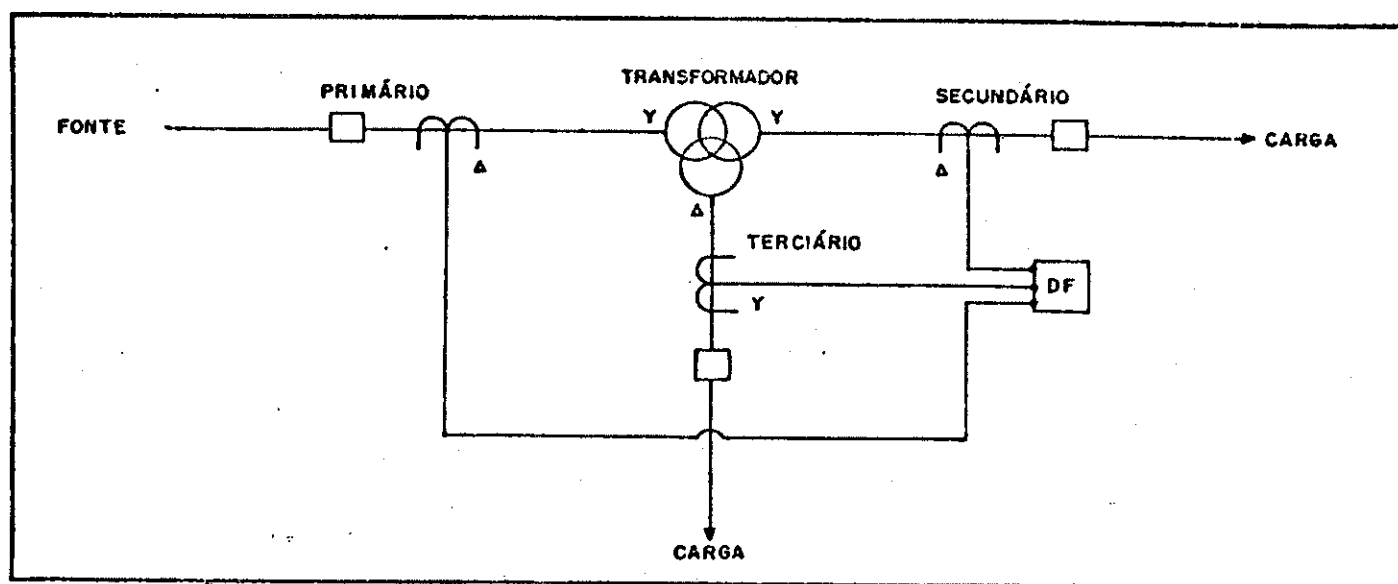 TRANSFORMADOR
PRIMÁRIO
SECUNDÁRIO
FONTE
Y
Y
CARGA
Δ
Δ
Δ
TERCIÁRIO
DF
Y
CARGA